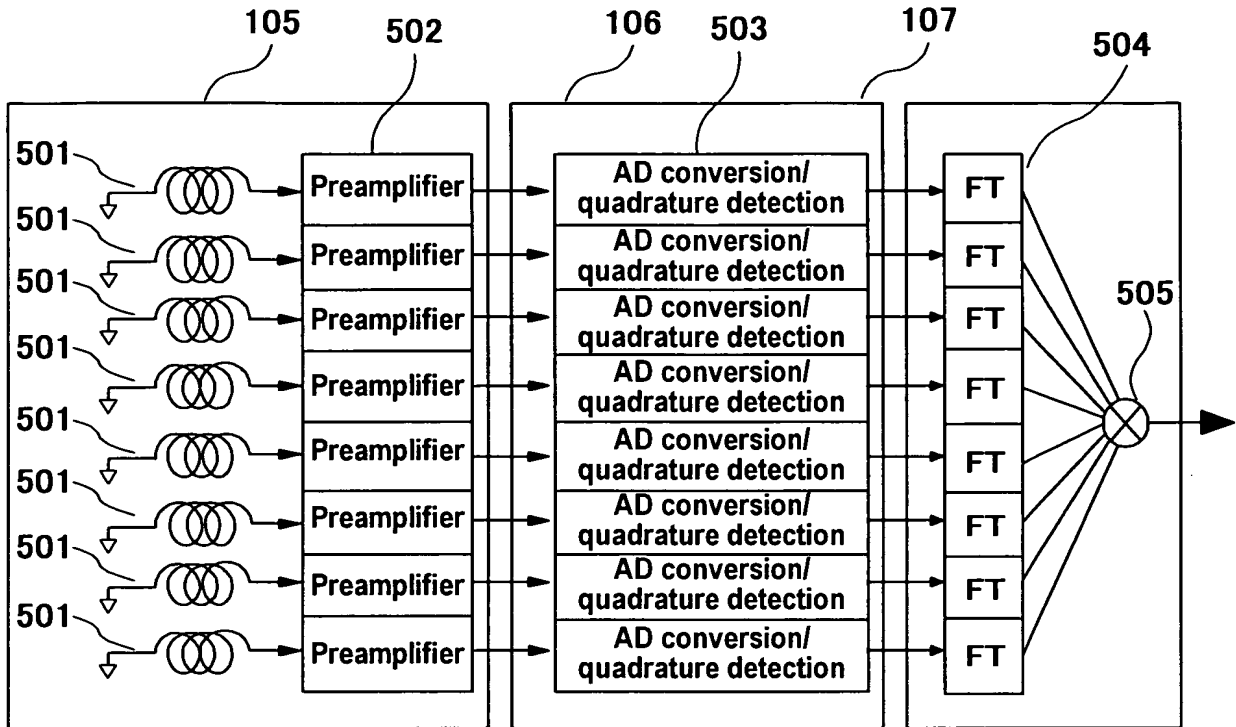 105
502
106
503
107
504
501
Preamplifier
AD conversion/
quadrature detection
FT
501
Preamplifier
AD conversion/
quadrature detection
FT
501
Preamplifier
AD conversion/
quadrature detection
FT
505
501
Preamplifier
AD conversion/
quadrature detection
FT
501
Preamplifier
AD conversion/
quadrature detection
FT
501
Preamplifier
AD conversion/
quadrature detection
FT
501
Preamplifier
AD conversion/
quadrature detection
FT
501
Preamplifier
AD conversion/
quadrature detection
FT